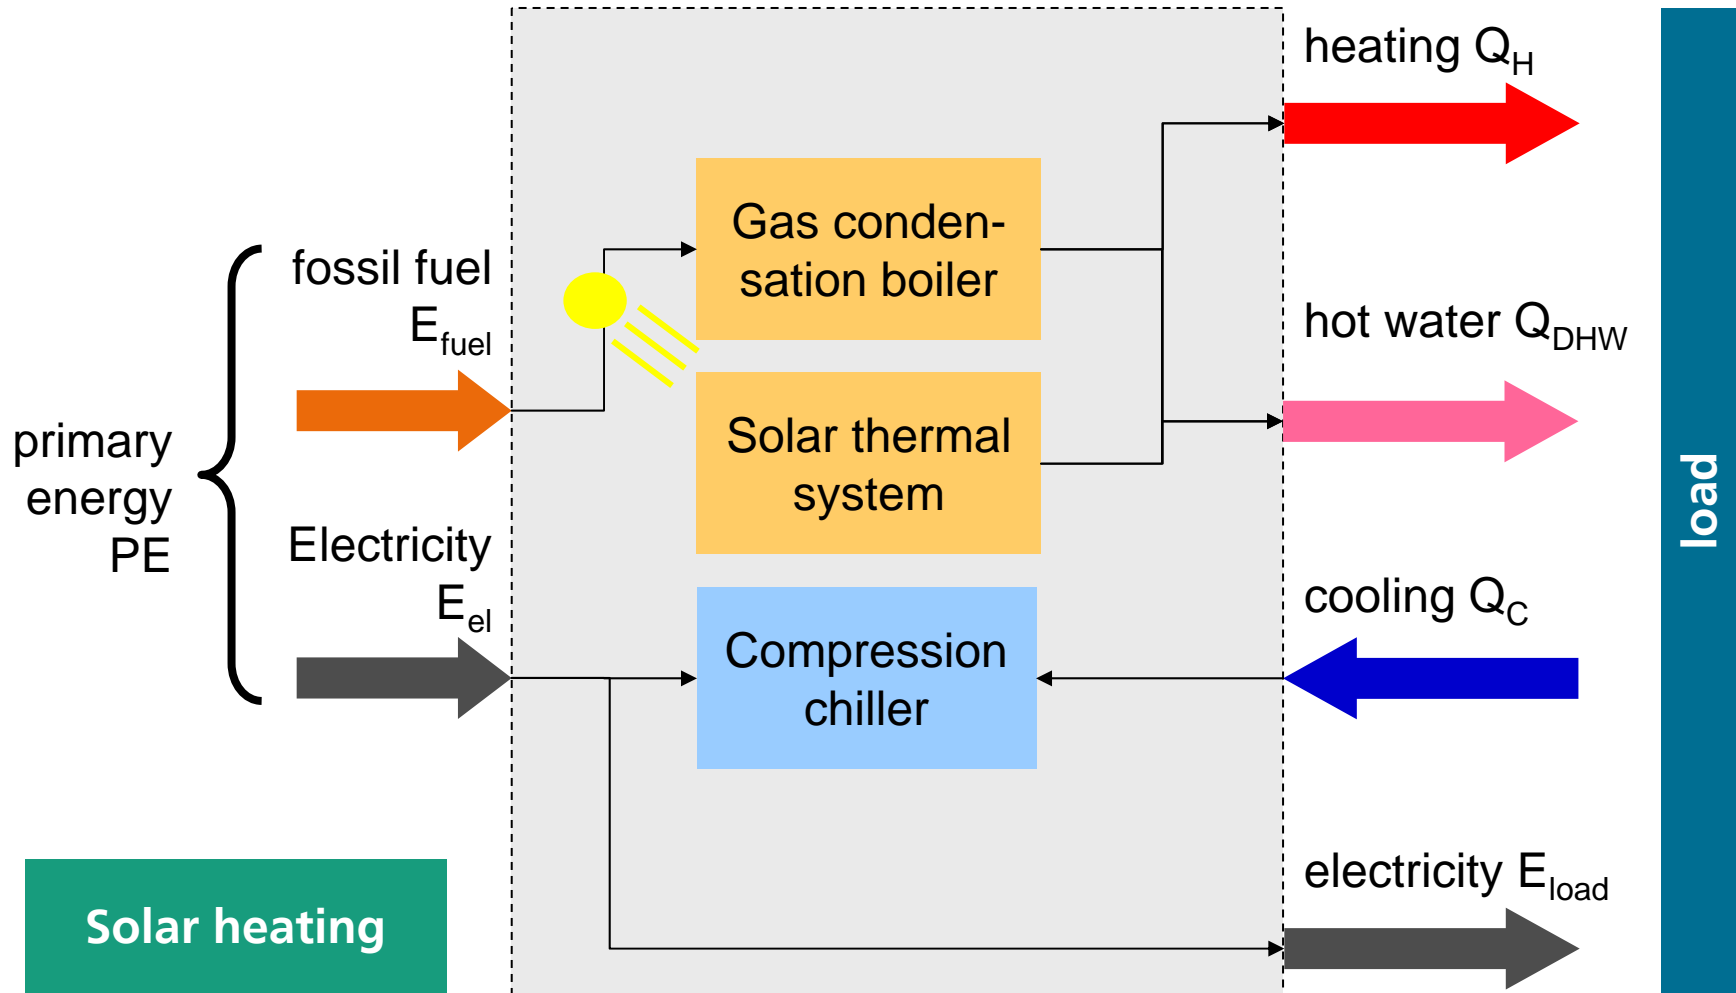 heating Q_H
Gas conden-
sation boiler
fossil fuel
E_fuel
hot water Q_DHW
Solar thermal
system
primary
energy
PE
load
Electricity
E_el
cooling Q_C
Compression
chiller
electricity E_load
Solar heating